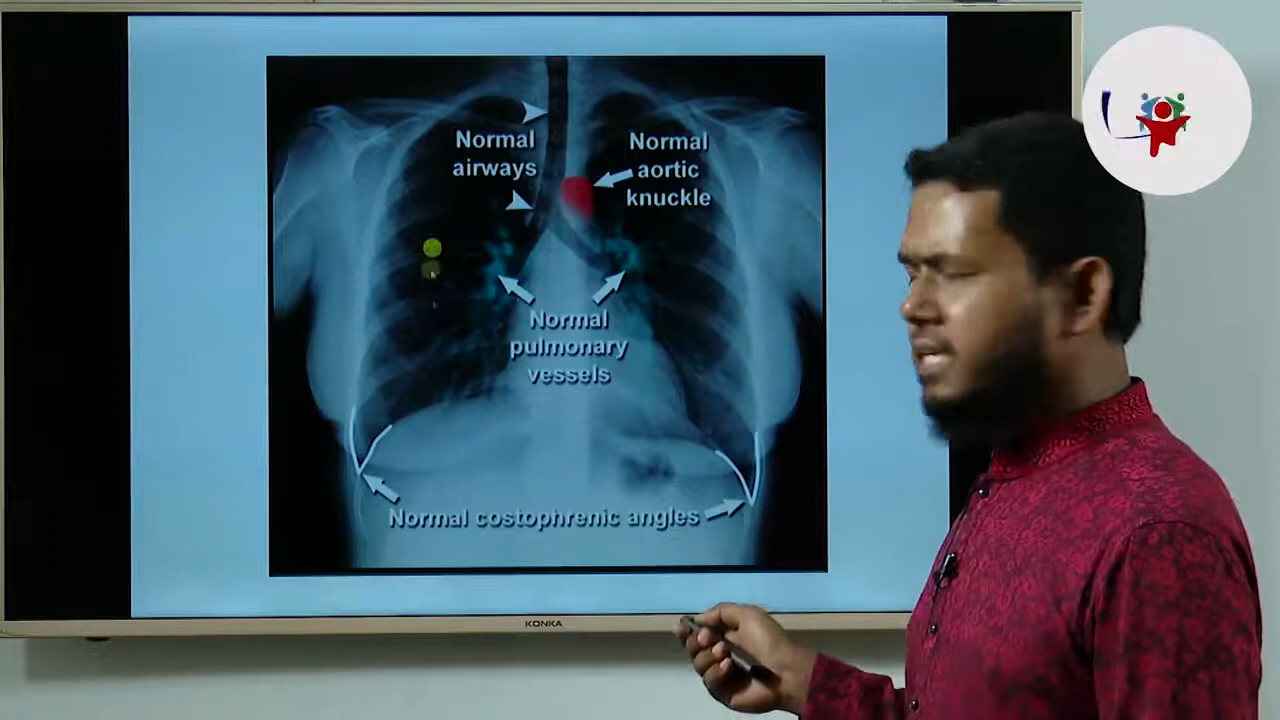 Normal
airways
Normal
aortic
knuckle
Normal
pulmonary
vessels
Normal costophrenic angles
KONKA